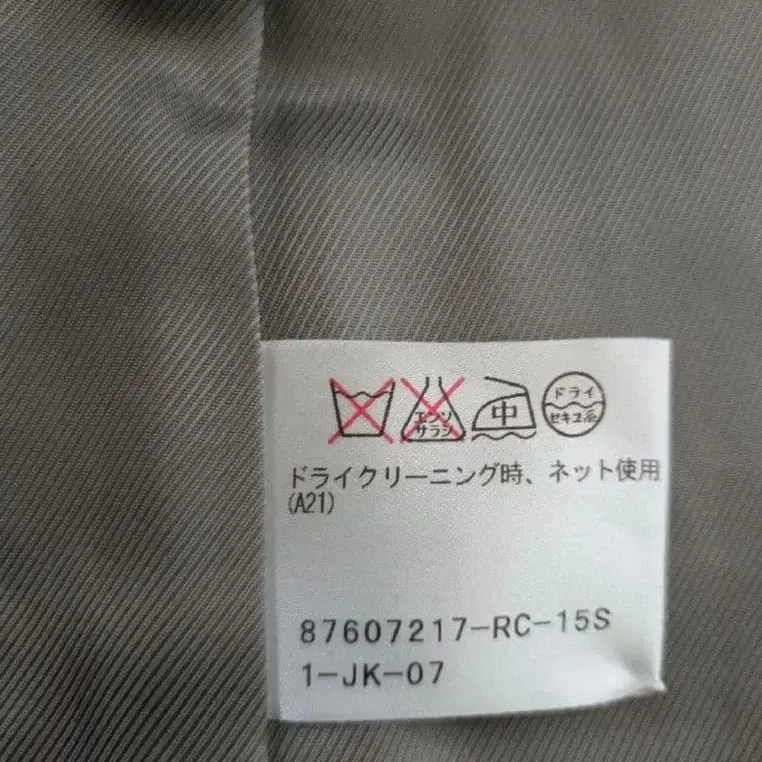 エンソ サラシ 中 ドライ セキユ系
ドライクリーニング時、ネット使用
(A21)
87607217-RC-15S
1-JK-07